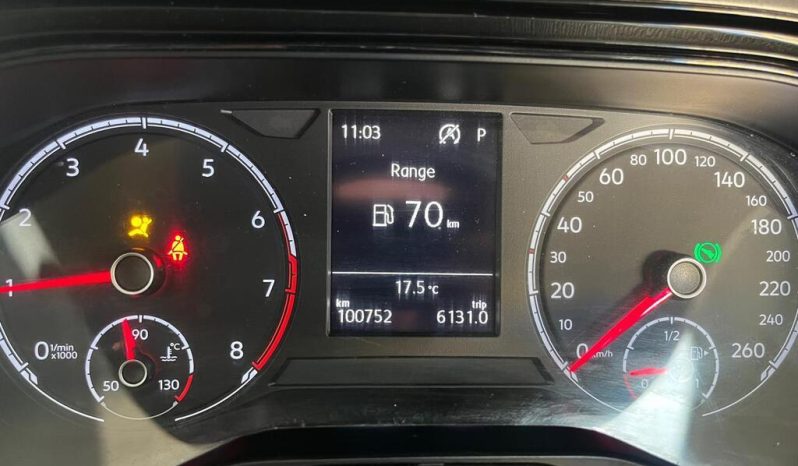 0 1 2 3 4 5 6 7 8
1/min
x1000
50 90 130
°C
11:03 P
Range
70 km
17.5 °C
km trip
100752 6131.0
0 10 20 30 40 60 80 100 120 140 160 180 200 220 240 260
km/h
0 1/2 1